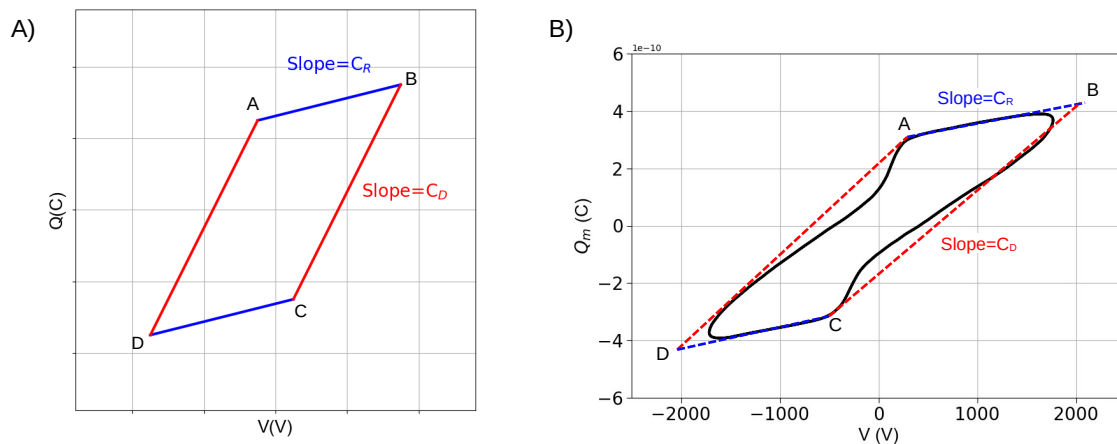 A)
Slope=C_R
B
A
Slope=C_D
Q(C)
C
D
V(V)
B)
1e−10
6
B
Slope=C_R
4
A
2
Q_m (C)
0
Slope=C_D
−2
C
−4
D
−6
−2000 −1000 0 1000 2000
V (V)